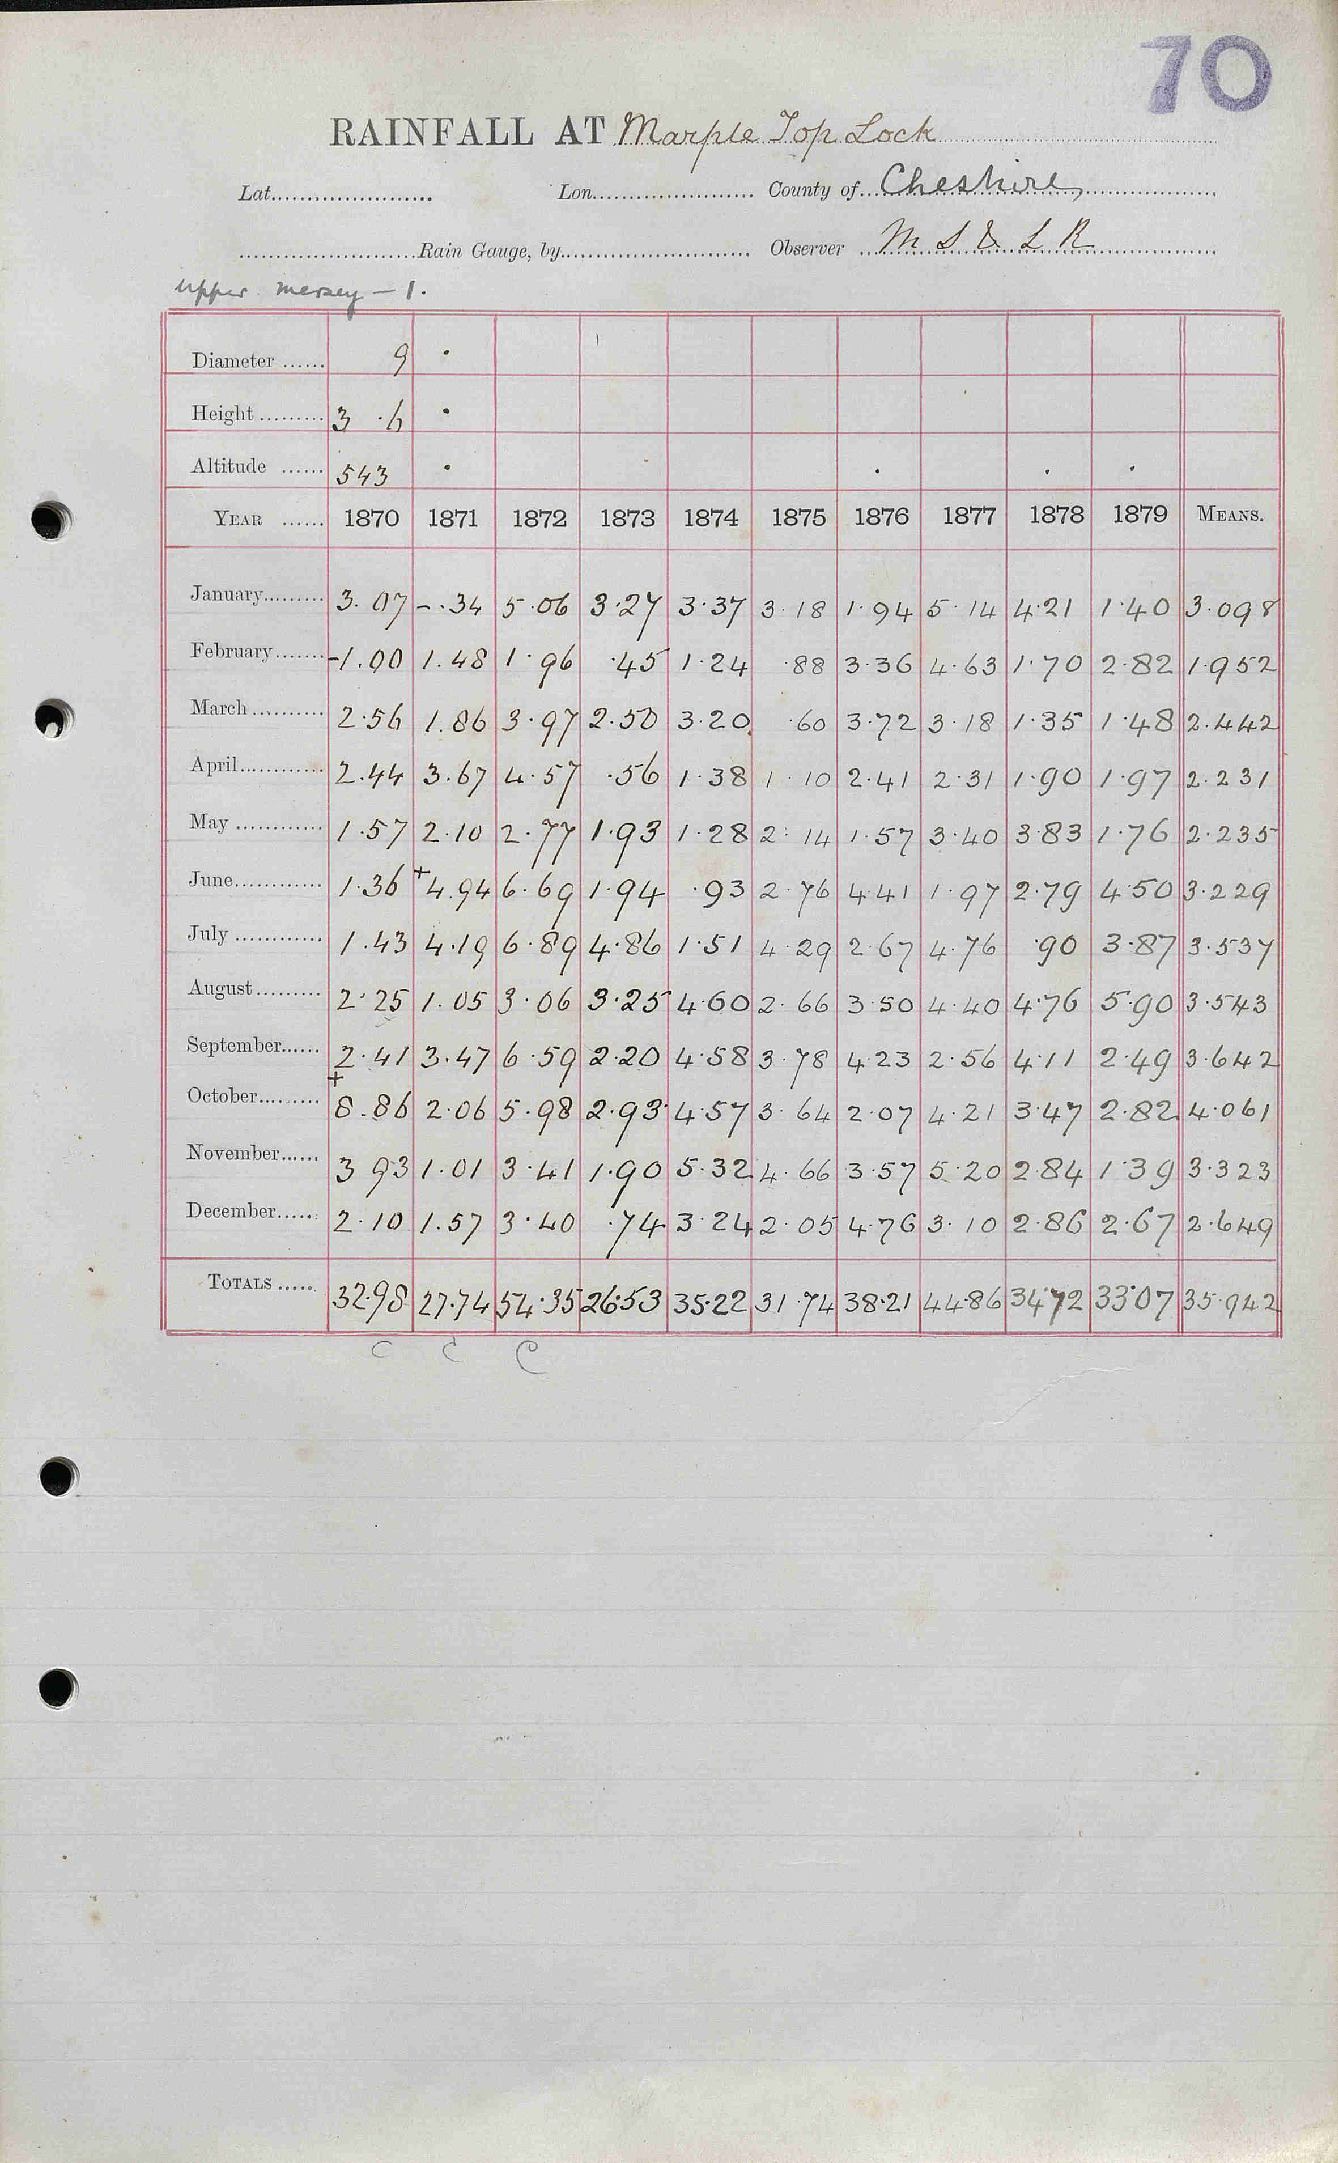 70
RAINFALL AT Marple Top Lock
Lat. Lon. County of Cheshire,
Rain Gauge, by Observer M S & L R
Upper Mersey - 1.
Diameter ...... 9 .
Height ......... 3 . 6 .
Altitude ...... 543 . . . .
YEAR ...... 1870 1871 1872 1873 1874 1875 1876 1877 1878 1879 MEANS.
January......... 3.07 -.34 5.06 3.27 3.37 3.18 1.94 5.14 4.21 1.40 3.098
February....... -1.00 1.48 1.96 .45 1.24 .88 3.36 4.63 1.70 2.82 1.952
March .......... 2.56 1.86 3.97 2.50 3.20 .60 3.72 3.18 1.35 1.48 2.442
April............ 2.44 3.67 4.57 .56 1.38 1.10 2.41 2.31 1.90 1.97 2.231
May ............ 1.57 2.10 2.77 1.93 1.28 2.14 1.57 3.40 3.83 1.76 2.235
June............ 1.36 +4.94 6.69 1.94 .93 2.76 4.41 1.97 2.79 4.50 3.229
July ............ 1.43 4.19 6.89 4.86 1.51 4.29 2.67 4.76 .90 3.87 3.537
August......... 2.25 1.05 3.06 3.25 4.60 2.66 3.50 4.40 4.76 5.90 3.543
September...... 2.41 3.47 6.59 2.20 4.58 3.78 4.23 2.56 4.11 2.49 3.642
October......... +8.86 2.06 5.98 2.93 4.57 3.64 2.07 4.21 3.47 2.82 4.061
November...... 3.93 1.01 3.41 1.90 5.32 4.66 3.57 5.20 2.84 1.39 3.323
December...... 2.10 1.57 3.40 .74 3.24 2.05 4.76 3.10 2.86 2.67 2.649
TOTALS ...... 32.98 27.74 54.35 26.53 35.22 31.74 38.21 44.86 34.72 33.07 35.942
C C C